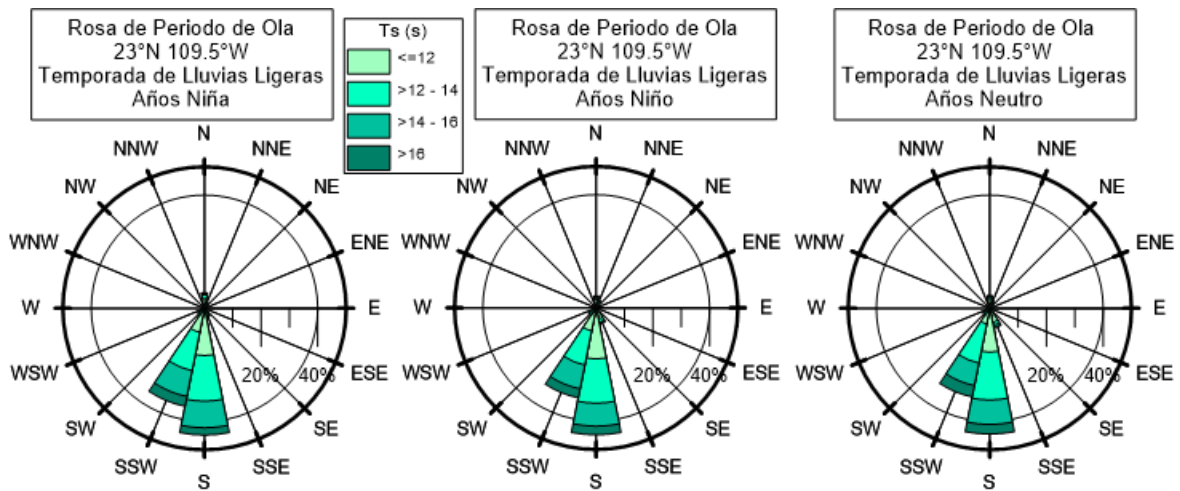 Rosa de Periodo de Ola
23°N 109.5°W
Temporada de Lluvias Ligeras
Años Niña
Ts (s)
<=12
>12 - 14
>14 - 16
>16
Rosa de Periodo de Ola
23°N 109.5°W
Temporada de Lluvias Ligeras
Años Niño
Rosa de Periodo de Ola
23°N 109.5°W
Temporada de Lluvias Ligeras
Años Neutro
N
NNE
NE
ENE
E
ESE
SE
SSE
S
SSW
SW
WSW
W
WNW
NW
NNW
20%
40%
N
NNE
NE
ENE
E
ESE
SE
SSE
S
SSW
SW
WSW
W
WNW
NW
NNW
20%
40%
N
NNE
NE
ENE
E
ESE
SE
SSE
S
SSW
SW
WSW
W
WNW
NW
NNW
20%
40%